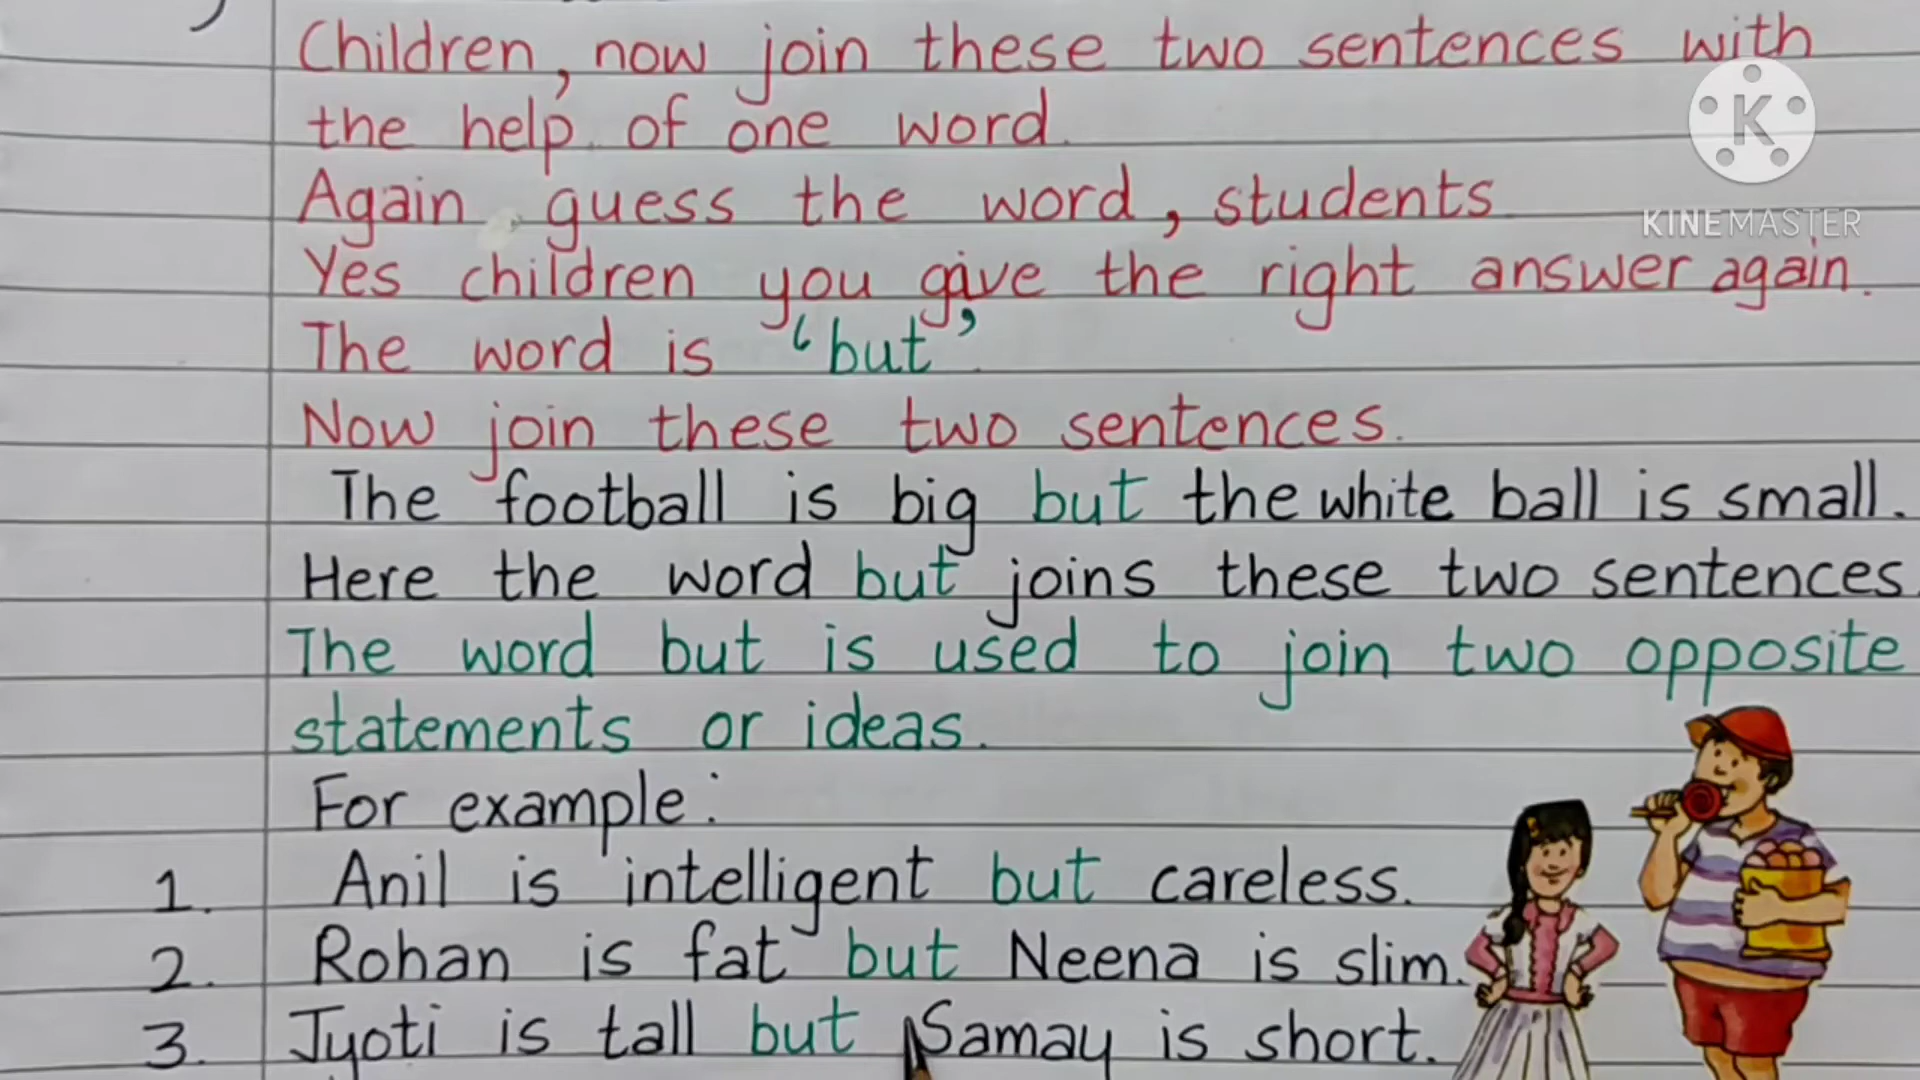 Children, now join these two sentences with
the help of one word.
Again guess the word, students
Yes children you give the right answer again.
The word is 'but'.
Now join these two sentences.
The football is big but the white ball is small.
Here the word but joins these two sentences.
The word but is used to join two opposite
statements or ideas.
For example:
1. Anil is intelligent but careless.
2. Rohan is fat but Neena is slim.
3. Jyoti is tall but Samay is short.
K
KINEMASTER